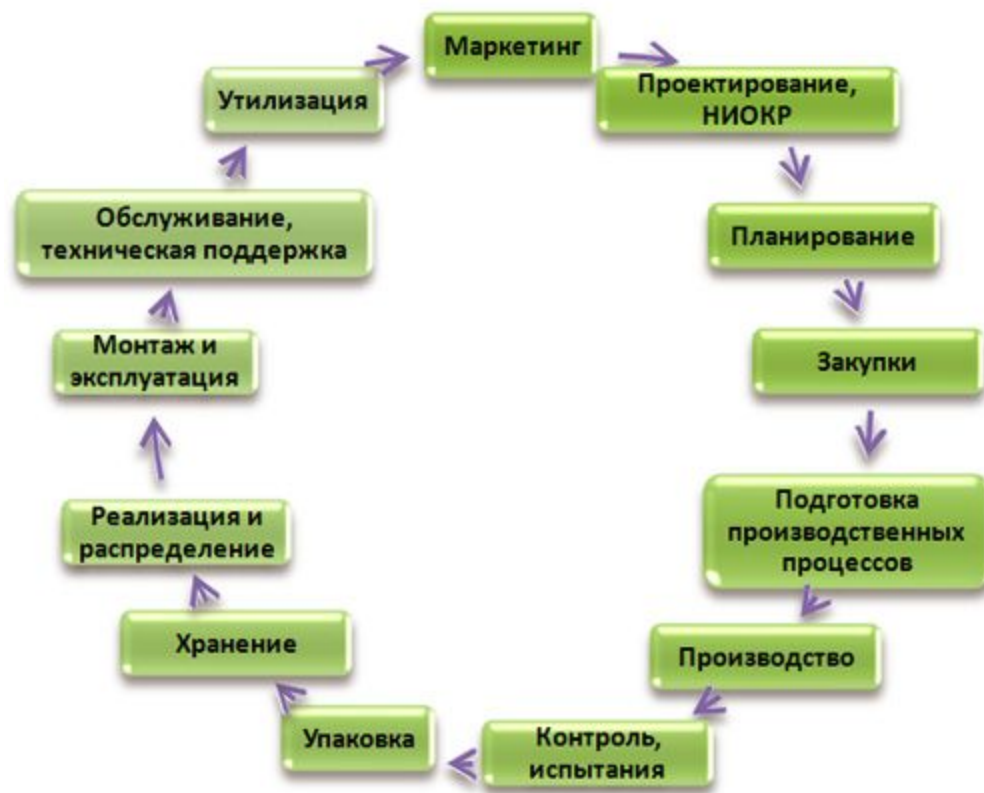 Маркетинг
Проектирование,
НИОКР
Планирование
Закупки
Подготовка
производственных
процессов
Производство
Контроль,
испытания
Упаковка
Хранение
Реализация и
распределение
Монтаж и
эксплуатация
Обслуживание,
техническая поддержка
Утилизация